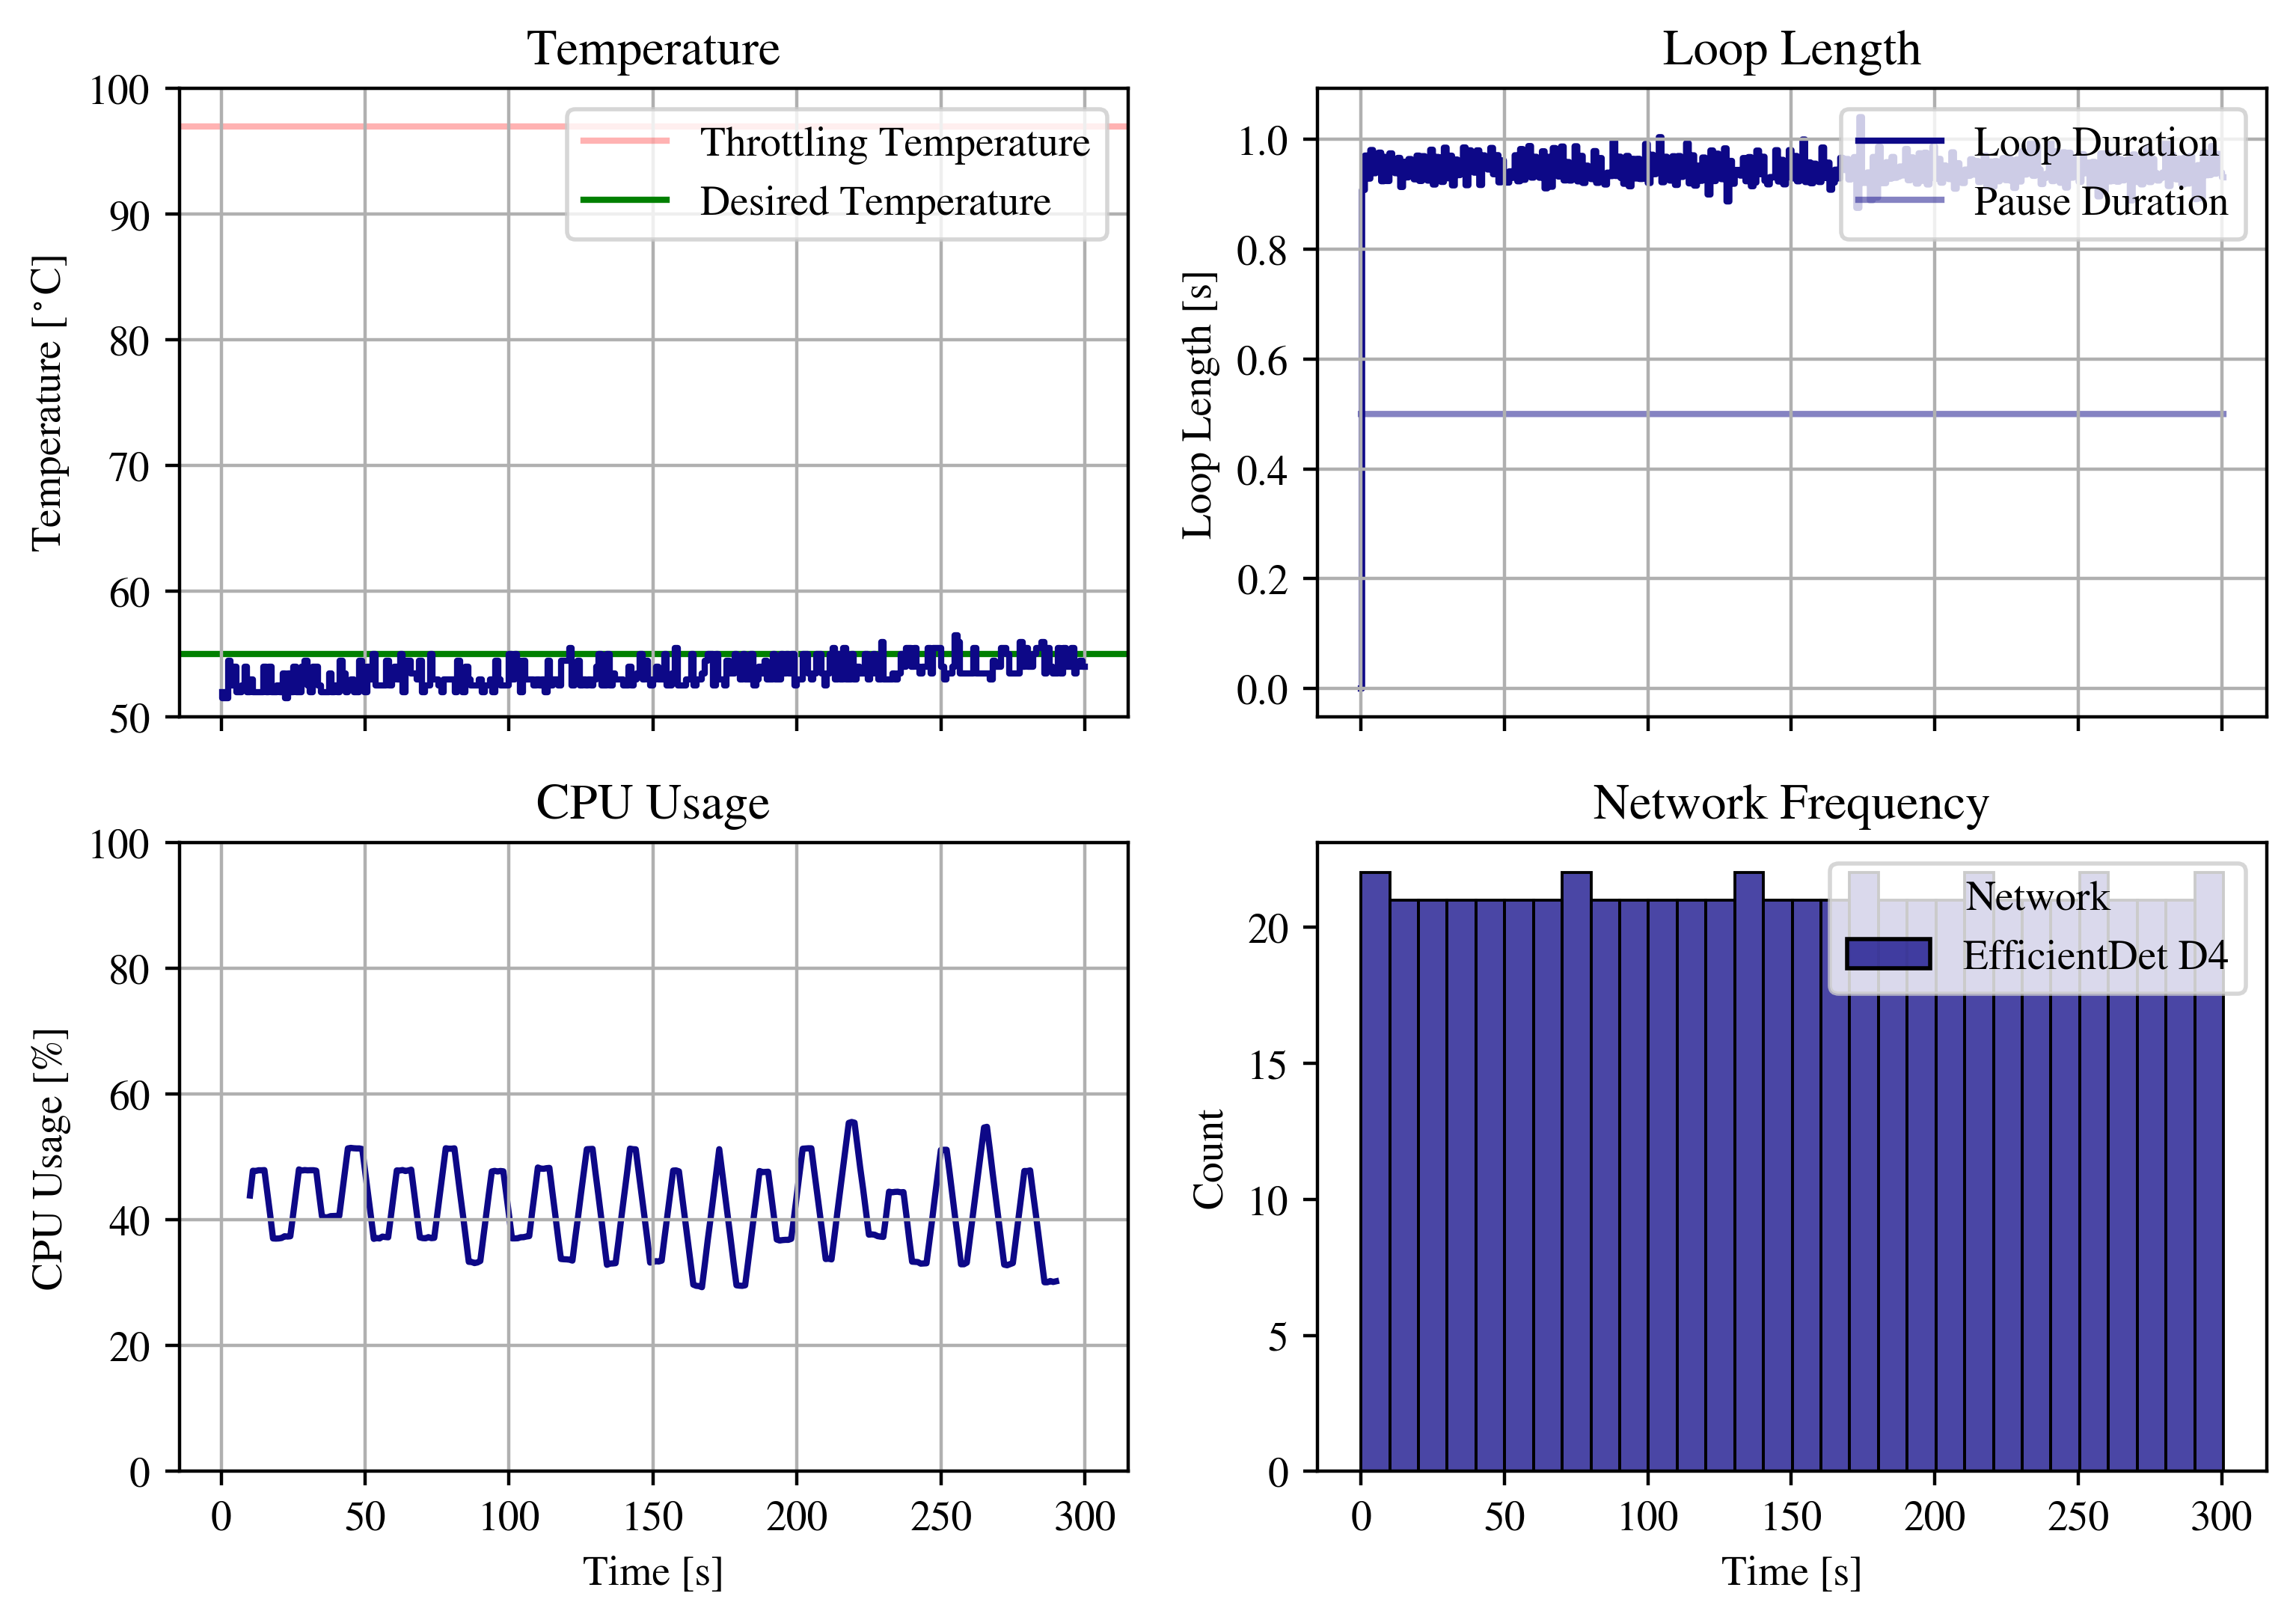 Temperature
100
90
80
70
60
50
Temperature [°C]
Throttling Temperature
Desired Temperature
Loop Length
1.0
0.8
0.6
0.4
0.2
0.0
Loop Length [s]
Loop Duration
Pause Duration
CPU Usage
100
80
60
40
20
0
CPU Usage [%]
0 50 100 150 200 250 300
Time [s]
Network Frequency
20
15
10
5
0
Count
Network
EfficientDet D4
0 50 100 150 200 250 300
Time [s]